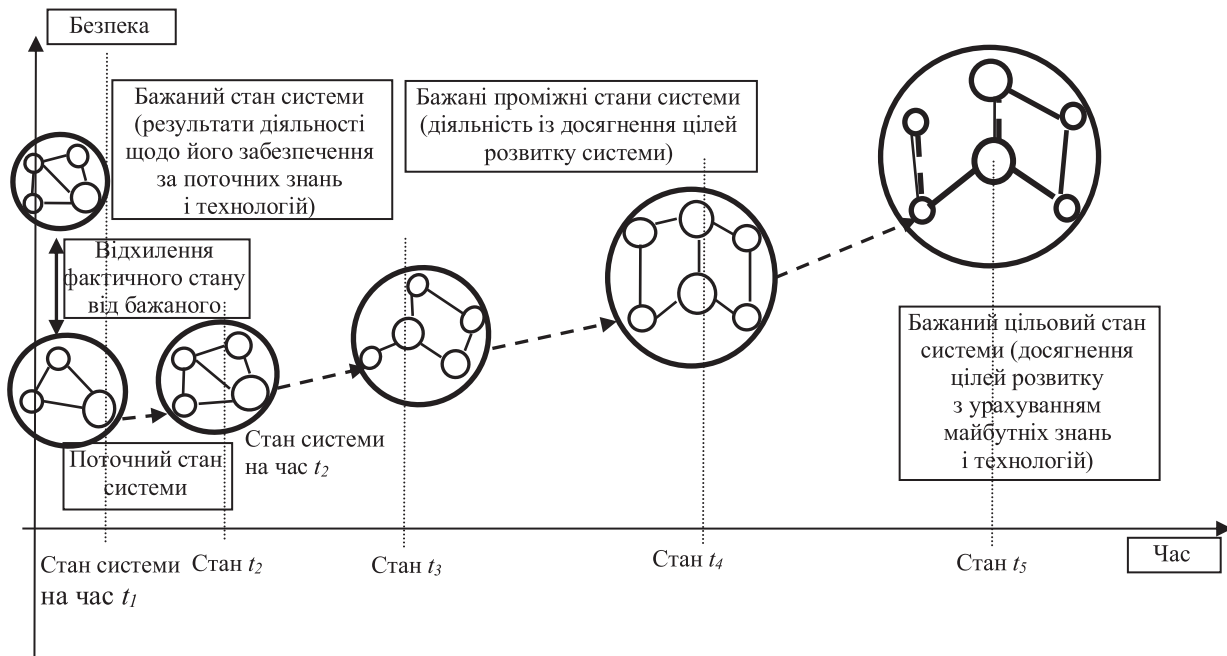 Безпека
Бажаний стан системи
(результати діяльності
щодо його забезпечення
за поточних знань
і технологій)
Бажані проміжні стани системи
(діяльність із досягнення цілей
розвитку системи)
Відхилення
фактичного стану
від бажаного
Бажаний цільовий стан
системи (досягнення
цілей розвитку
з урахуванням
майбутніх знань
і технологій)
Стан системи
на час t2
Поточний стан
системи
Стан системи
на час t1
Стан t2
Стан t3
Стан t4
Стан t5
Час